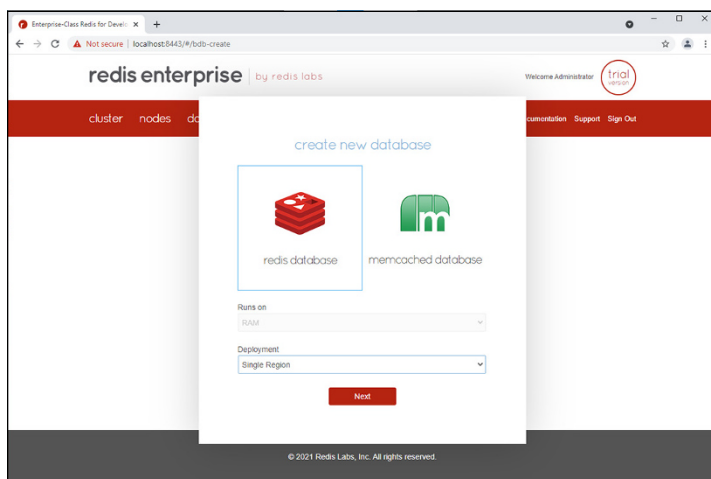 Enterprise-Class Redis for Develo
Not secure | localhost:8443/#/bdb-create
redis enterprise by redis labs
Welcome Administrator
trial
version
cluster nodes
Support Sign Out
create new database
redis database
memcached database
Runs on
RAM
Deployment
Single Region
Next
© 2021 Redis Labs, Inc. All rights reserved.